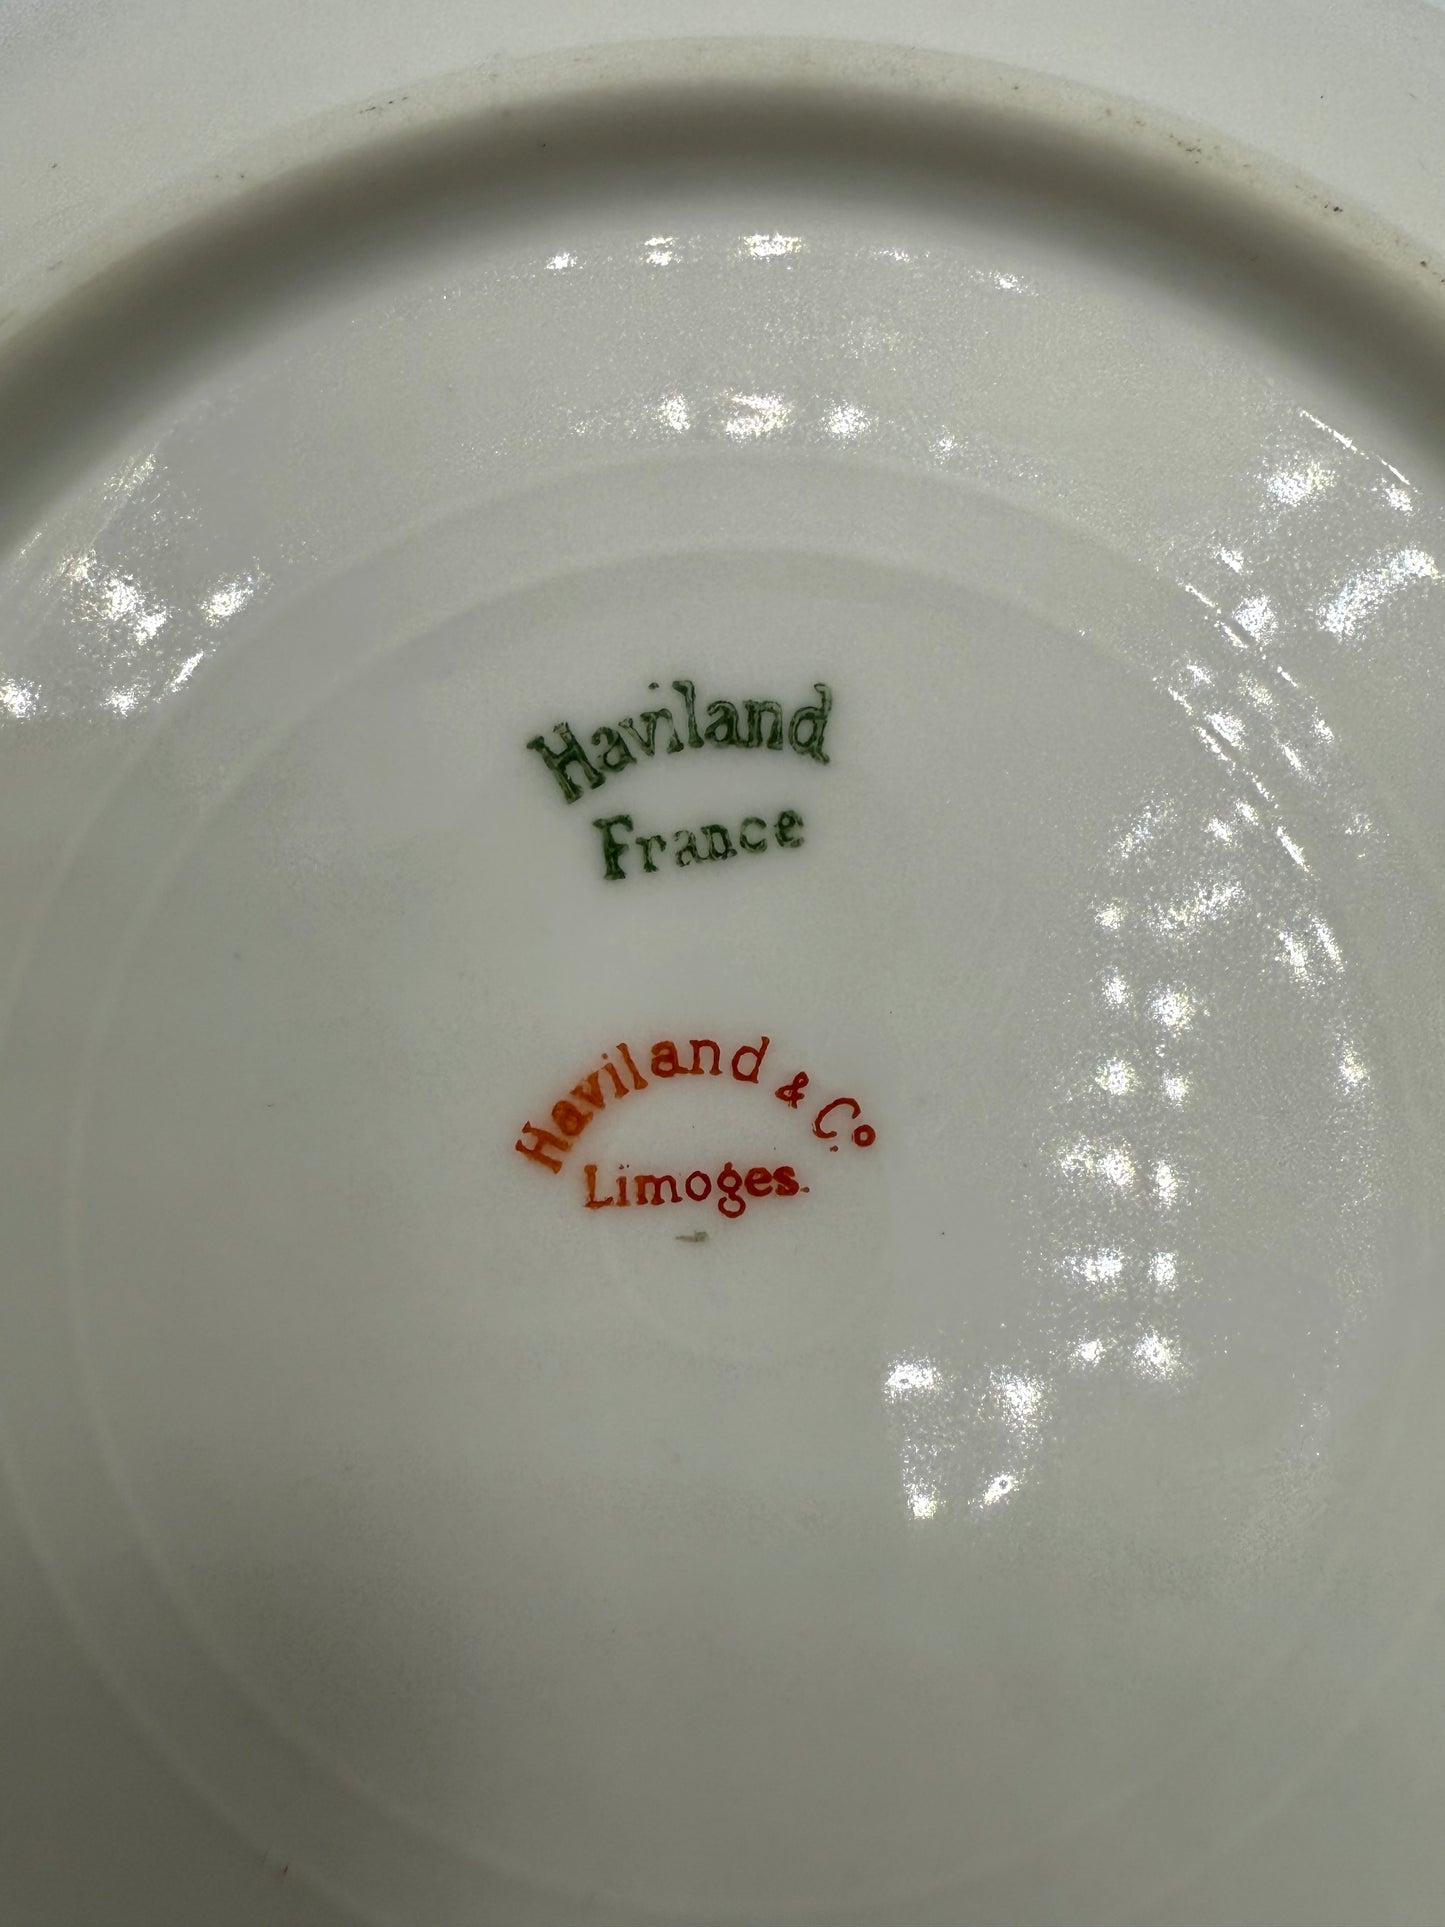 Haviland
France
Haviland & Co
Limoges.